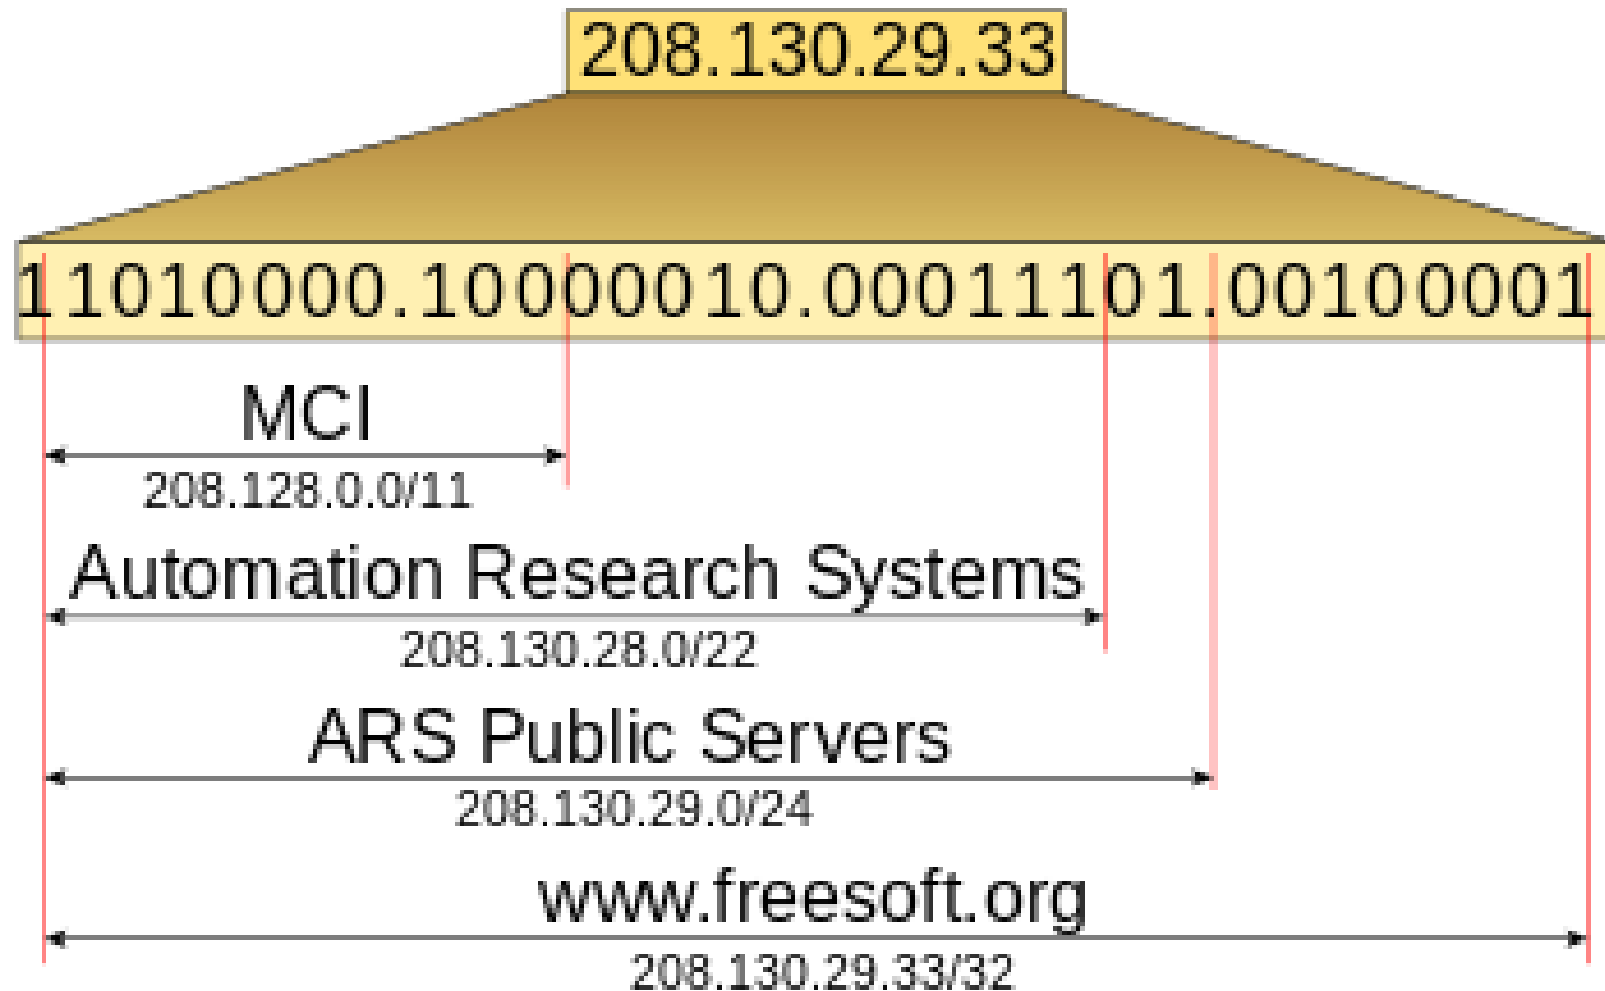 208.130.29.33
11010000.10000010.00011101.00100001
MCI
208.128.0.0/11
Automation Research Systems
208.130.28.0/22
ARS Public Servers
208.130.29.0/24
www.freesoft.org
208.130.29.33/32